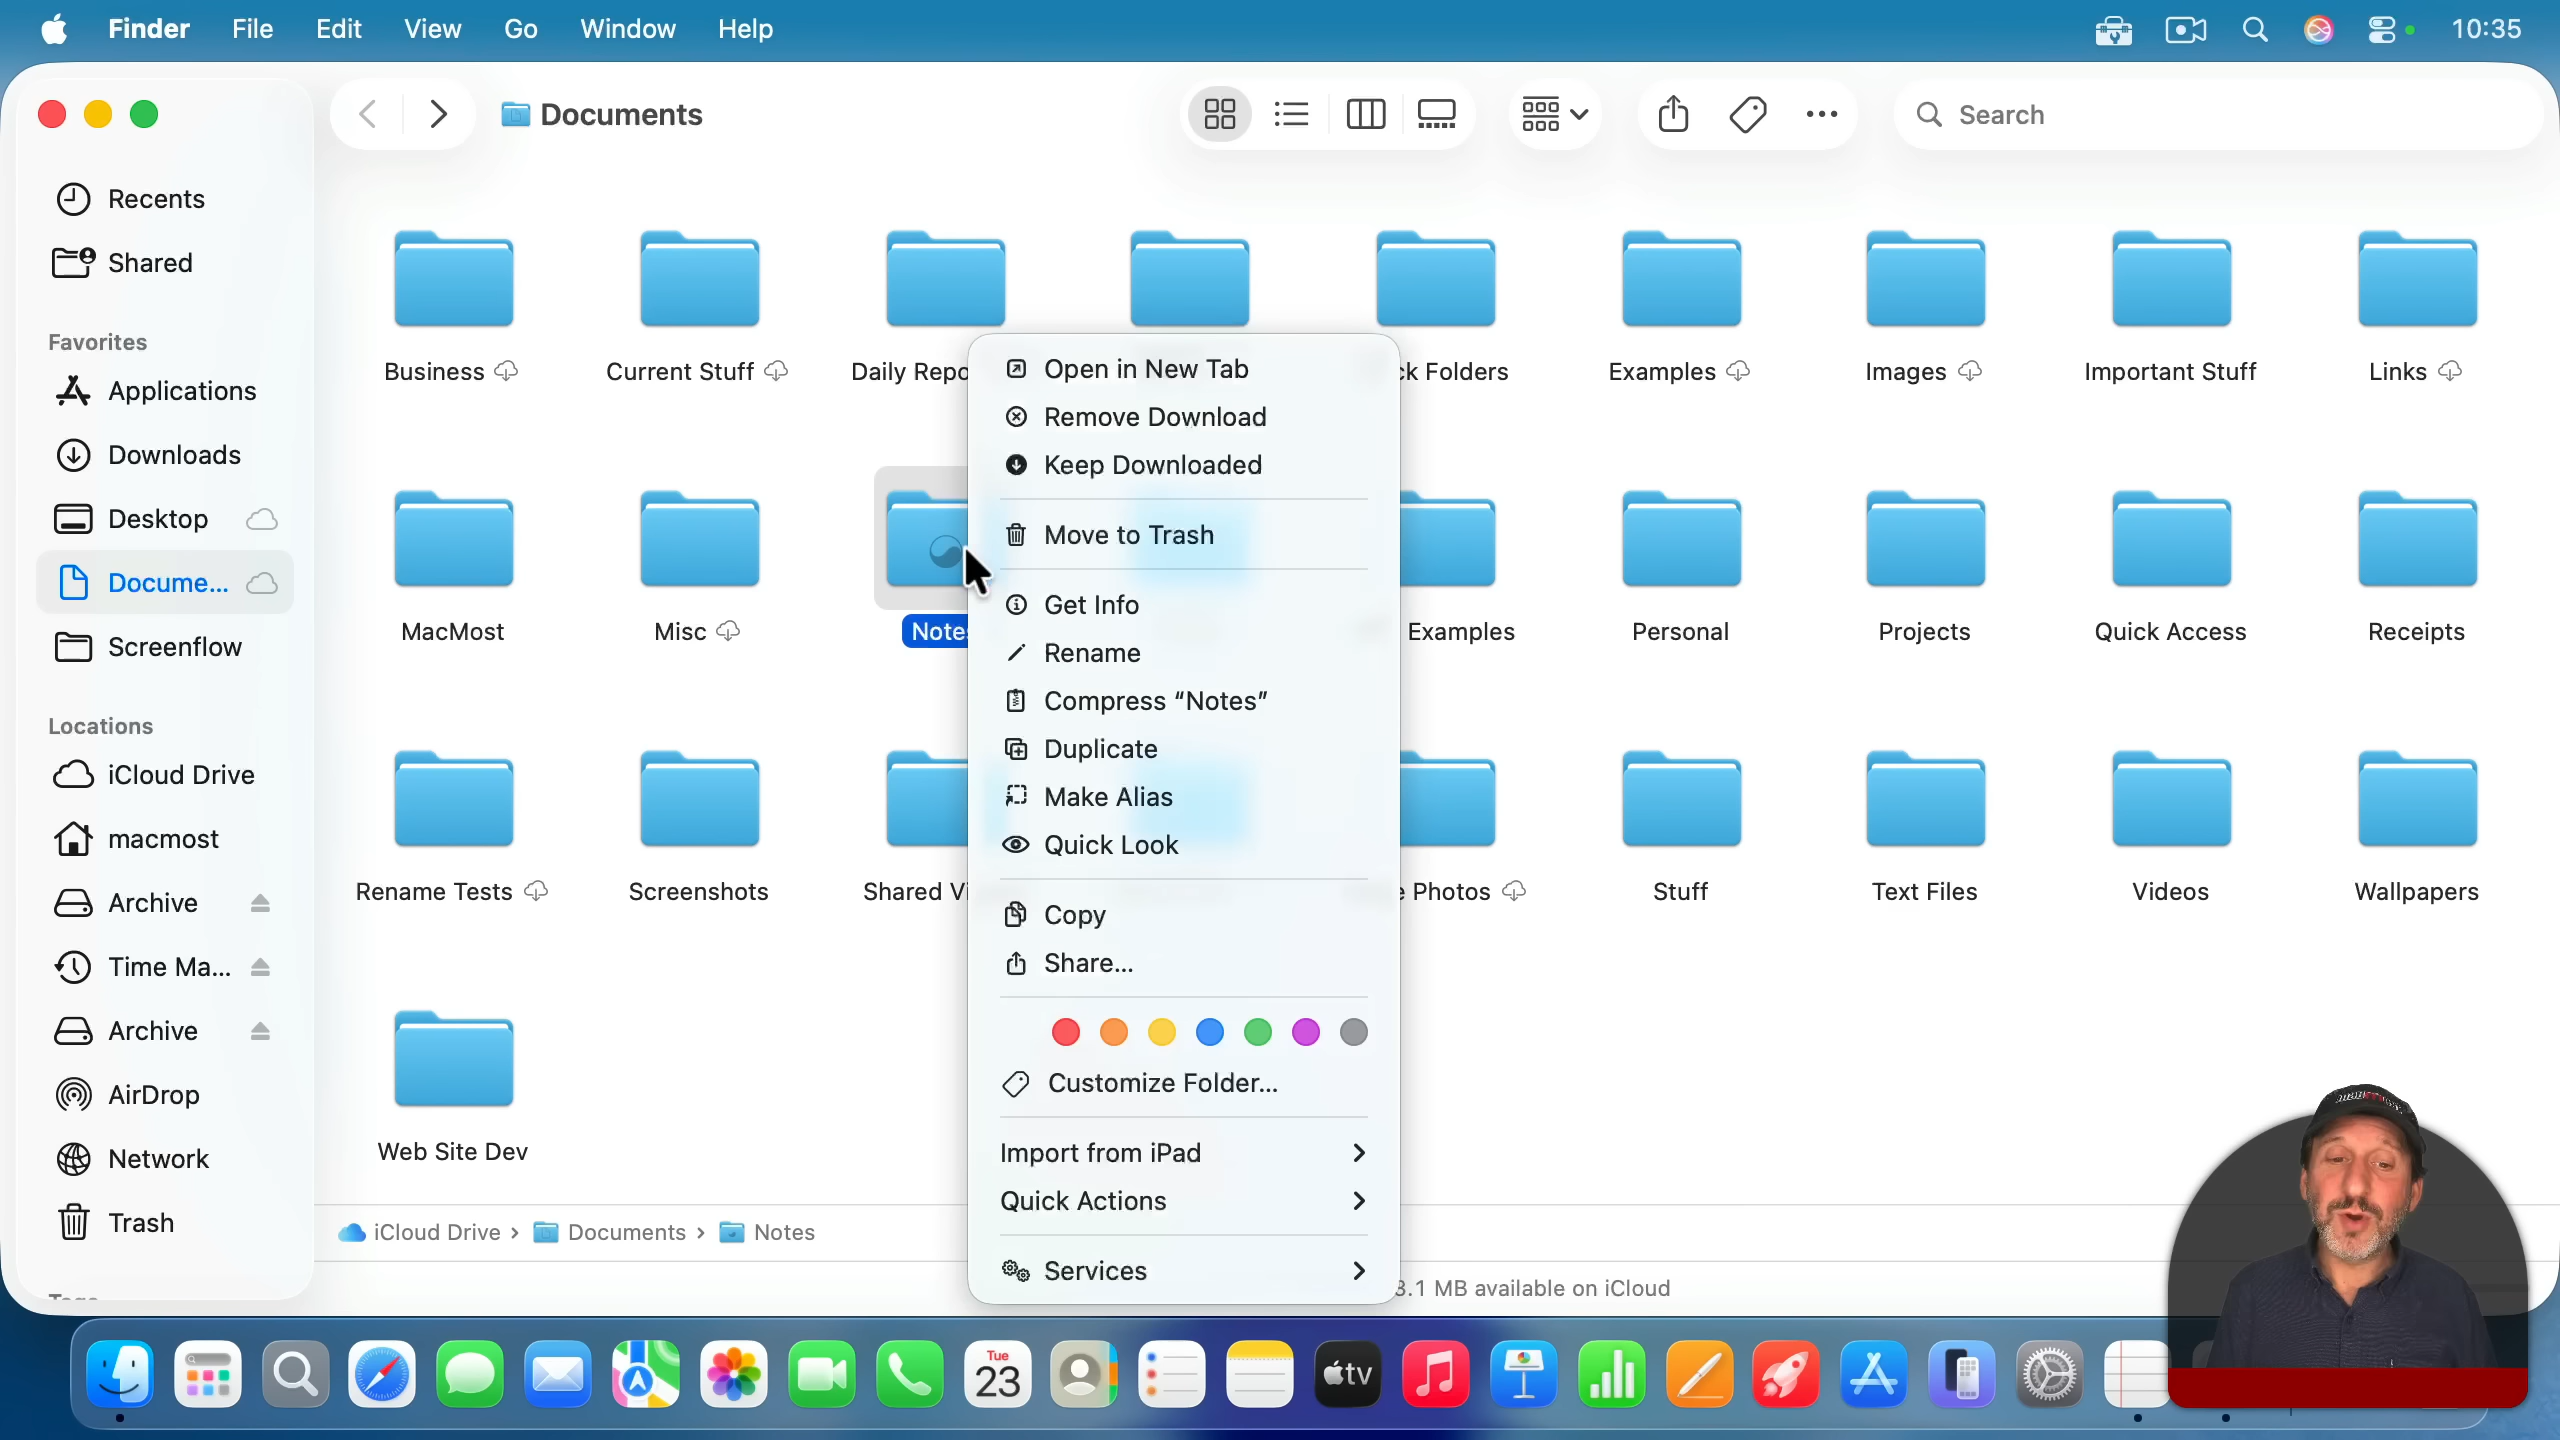 Finder File Edit View Go Window Help 10:35
Documents
Search
Recents
Shared
Favorites
Applications
Downloads
Desktop
Docume...
Screenflow
Locations
iCloud Drive
macmost
Archive
Time Ma...
Archive
AirDrop
Network
Trash
Business Current Stuff Daily Repo ck Folders Examples Images Important Stuff Links
MacMost Misc Notes Examples Personal Projects Quick Access Receipts
Rename Tests Screenshots Shared Vi e Photos Stuff Text Files Videos Wallpapers
Web Site Dev
Open in New Tab
Remove Download
Keep Downloaded
Move to Trash
Get Info
Rename
Compress “Notes”
Duplicate
Make Alias
Quick Look
Copy
Share...
Customize Folder...
Import from iPad
Quick Actions
Services
iCloud Drive › Documents › Notes
3.1 MB available on iCloud
Tue
23
tv